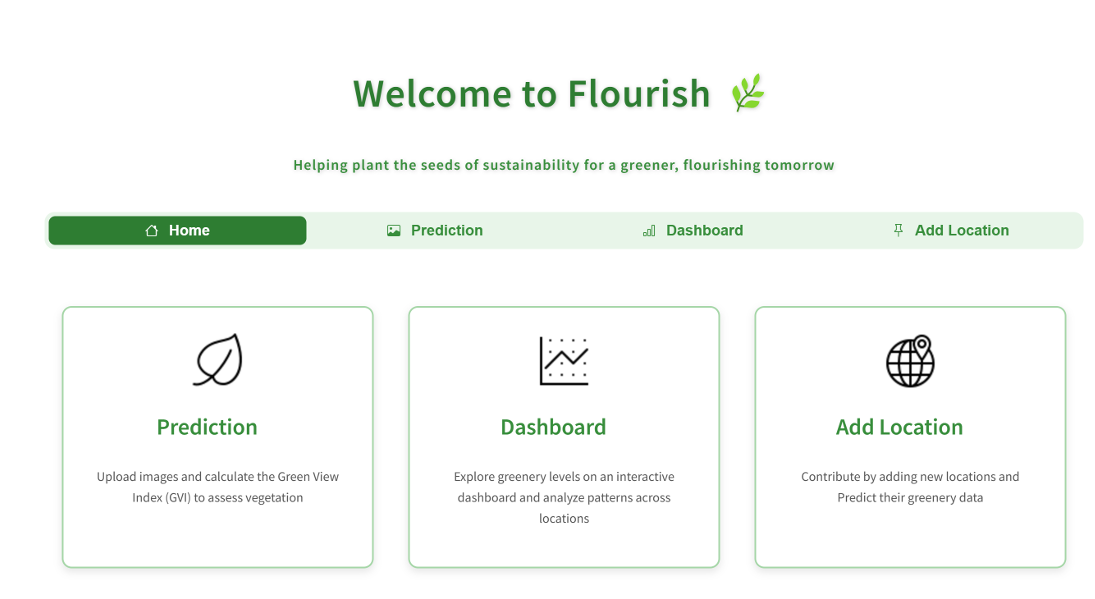 Welcome to Flourish 🌿
Helping plant the seeds of sustainability for a greener, flourishing tomorrow
Home
Prediction
Dashboard
Add Location
Prediction
Upload images and calculate the Green View
Index (GVI) to assess vegetation
Dashboard
Explore greenery levels on an interactive
dashboard and analyze patterns across
locations
Add Location
Contribute by adding new locations and
Predict their greenery data